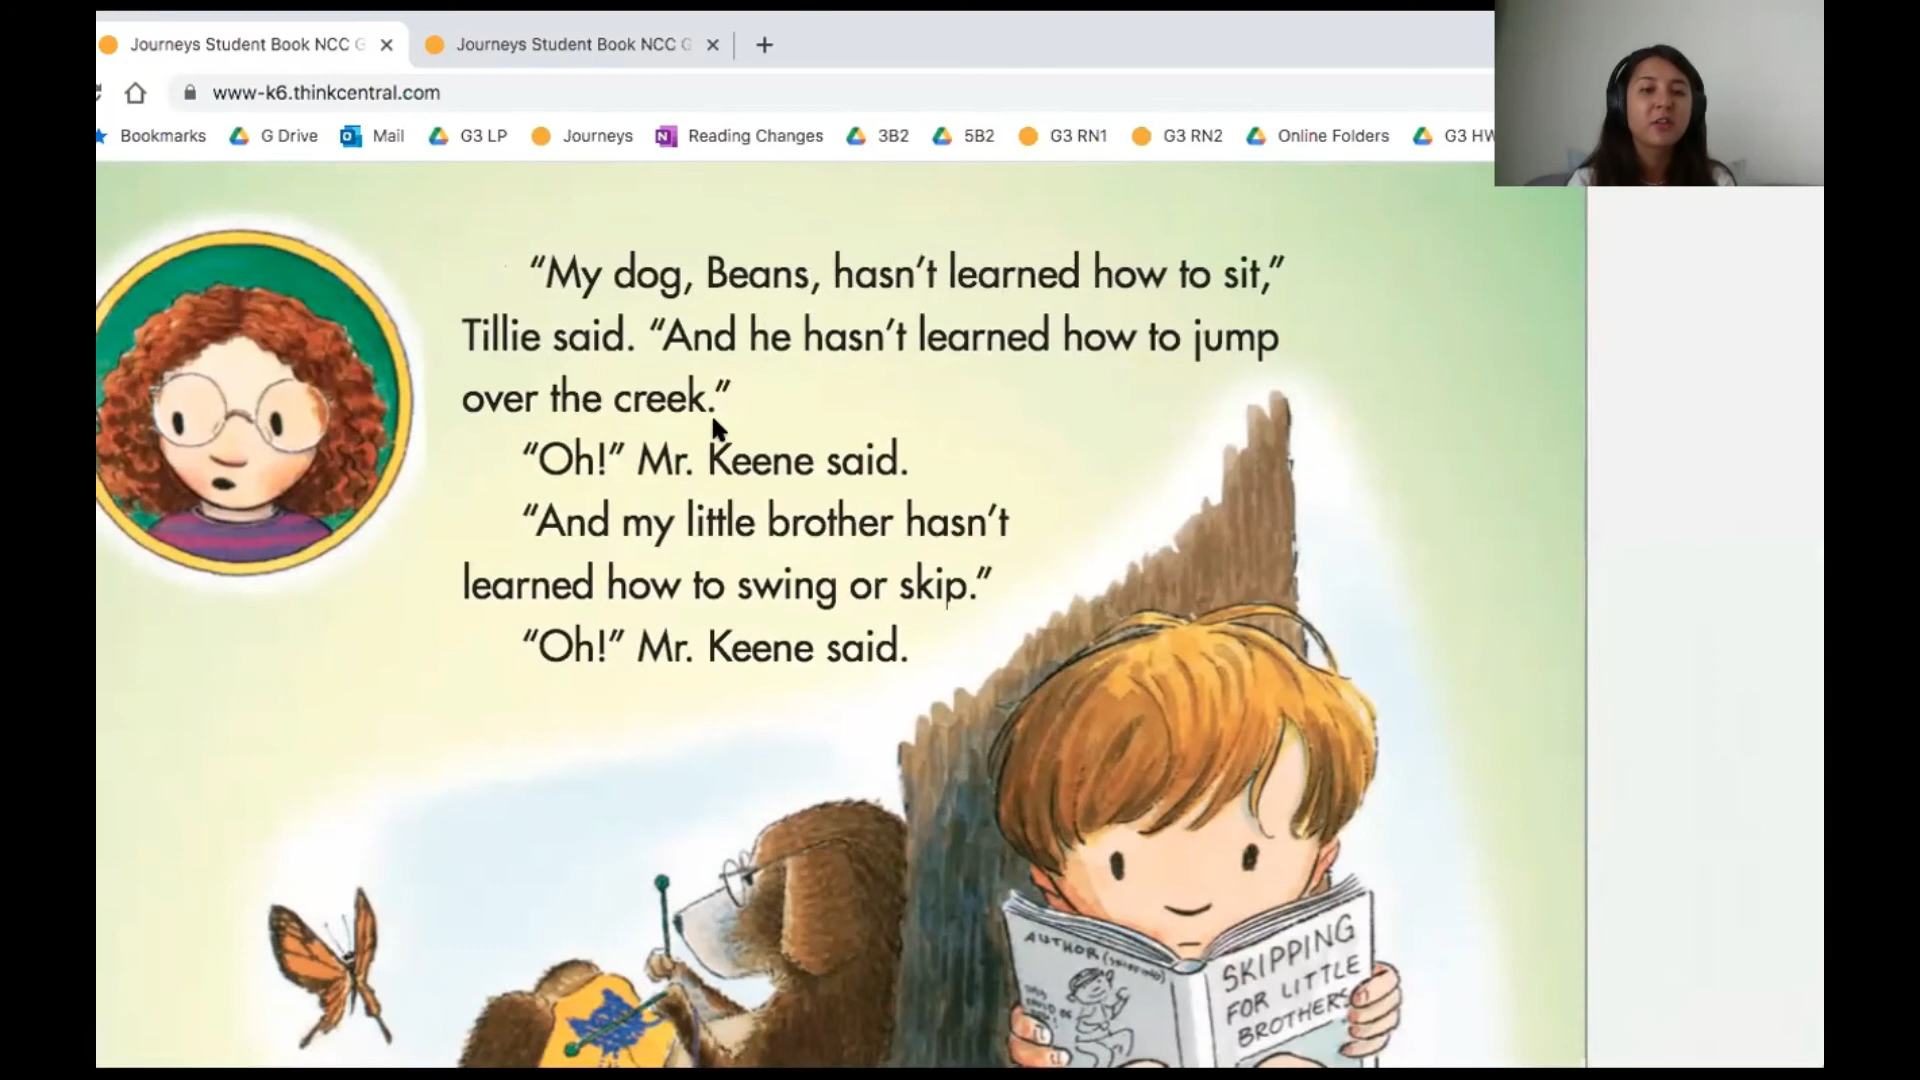 Journeys Student Book NCC G
Journeys Student Book NCC G
www-k6.thinkcentral.com
Bookmarks G Drive Mail G3 LP Journeys Reading Changes 3B2 5B2 G3 RN1 G3 RN2 Online Folders G3 HW
“My dog, Beans, hasn’t learned how to sit,”
Tillie said. “And he hasn’t learned how to jump
over the creek.”
“Oh!” Mr. Keene said.
“And my little brother hasn’t
learned how to swing or skip.”
“Oh!” Mr. Keene said.
AUTHOR
SKIPPING
FOR LITTLE
BROTHERS